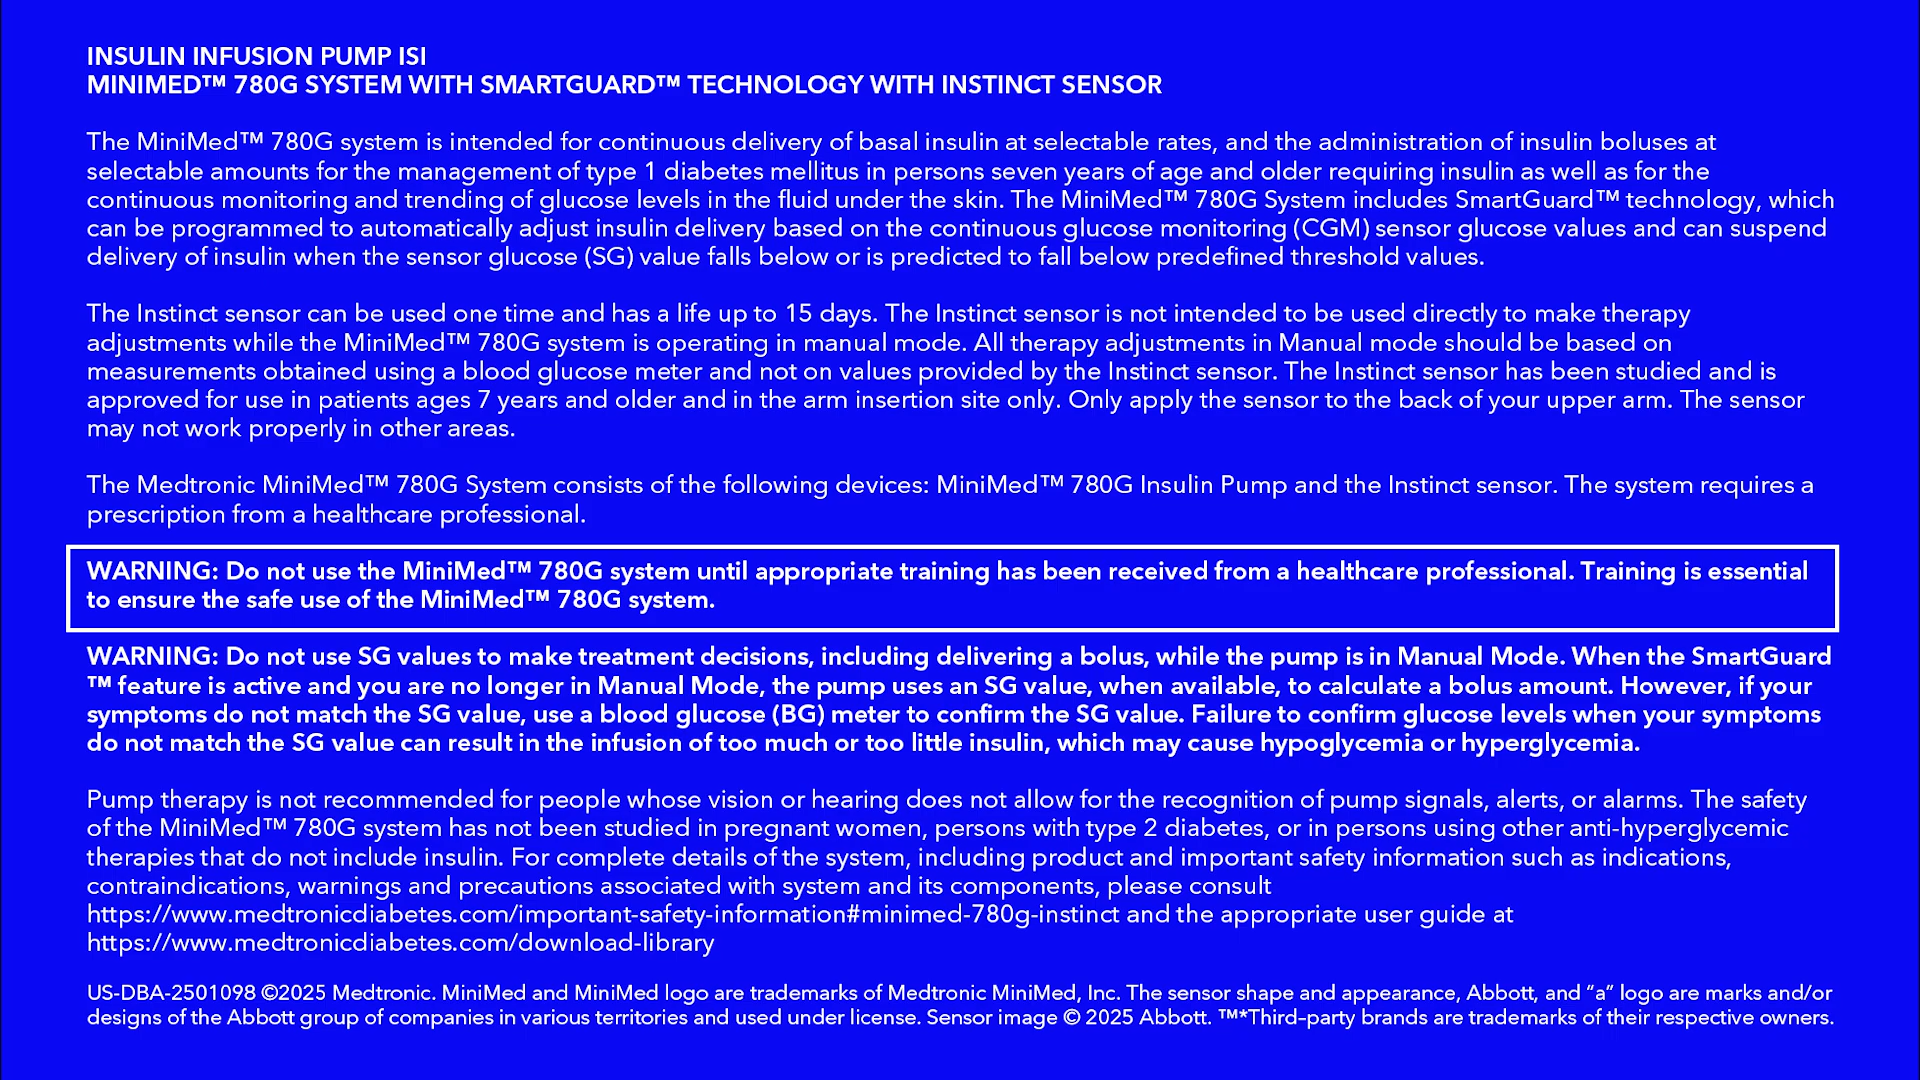 INSULIN INFUSION PUMP ISI
MINIMED™ 780G SYSTEM WITH SMARTGUARD™ TECHNOLOGY WITH INSTINCT SENSOR
The MiniMed™ 780G system is intended for continuous delivery of basal insulin at selectable rates, and the administration of insulin boluses at
selectable amounts for the management of type 1 diabetes mellitus in persons seven years of age and older requiring insulin as well as for the
continuous monitoring and trending of glucose levels in the fluid under the skin. The MiniMed™ 780G System includes SmartGuard™ technology, which
can be programmed to automatically adjust insulin delivery based on the continuous glucose monitoring (CGM) sensor glucose values and can suspend
delivery of insulin when the sensor glucose (SG) value falls below or is predicted to fall below predefined threshold values.
The Instinct sensor can be used one time and has a life up to 15 days. The Instinct sensor is not intended to be used directly to make therapy
adjustments while the MiniMed™ 780G system is operating in manual mode. All therapy adjustments in Manual mode should be based on
measurements obtained using a blood glucose meter and not on values provided by the Instinct sensor. The Instinct sensor has been studied and is
approved for use in patients ages 7 years and older and in the arm insertion site only. Only apply the sensor to the back of your upper arm. The sensor
may not work properly in other areas.
The Medtronic MiniMed™ 780G System consists of the following devices: MiniMed™ 780G Insulin Pump and the Instinct sensor. The system requires a
prescription from a healthcare professional.
WARNING: Do not use the MiniMed™ 780G system until appropriate training has been received from a healthcare professional. Training is essential
to ensure the safe use of the MiniMed™ 780G system.
WARNING: Do not use SG values to make treatment decisions, including delivering a bolus, while the pump is in Manual Mode. When the SmartGuard
™ feature is active and you are no longer in Manual Mode, the pump uses an SG value, when available, to calculate a bolus amount. However, if your
symptoms do not match the SG value, use a blood glucose (BG) meter to confirm the SG value. Failure to confirm glucose levels when your symptoms
do not match the SG value can result in the infusion of too much or too little insulin, which may cause hypoglycemia or hyperglycemia.
Pump therapy is not recommended for people whose vision or hearing does not allow for the recognition of pump signals, alerts, or alarms. The safety
of the MiniMed™ 780G system has not been studied in pregnant women, persons with type 2 diabetes, or in persons using other anti-hyperglycemic
therapies that do not include insulin. For complete details of the system, including product and important safety information such as indications,
contraindications, warnings and precautions associated with system and its components, please consult
https://www.medtronicdiabetes.com/important-safety-information#minimed-780g-instinct and the appropriate user guide at
https://www.medtronicdiabetes.com/download-library
US-DBA-2501098 ©2025 Medtronic. MiniMed and MiniMed logo are trademarks of Medtronic MiniMed, Inc. The sensor shape and appearance, Abbott, and “a” logo are marks and/or
designs of the Abbott group of companies in various territories and used under license. Sensor image © 2025 Abbott. ™*Third-party brands are trademarks of their respective owners.